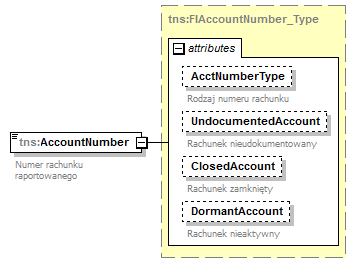 tns:FIAccountNumber_Type
attributes
AcctNumberType
Rodzaj numeru rachunku
UndocumentedAccount
Rachunek nieudokumentowany
tns:AccountNumber
Numer rachunku
raportowanego
ClosedAccount
Rachunek zamknięty
DormantAccount
Rachunek nieaktywny